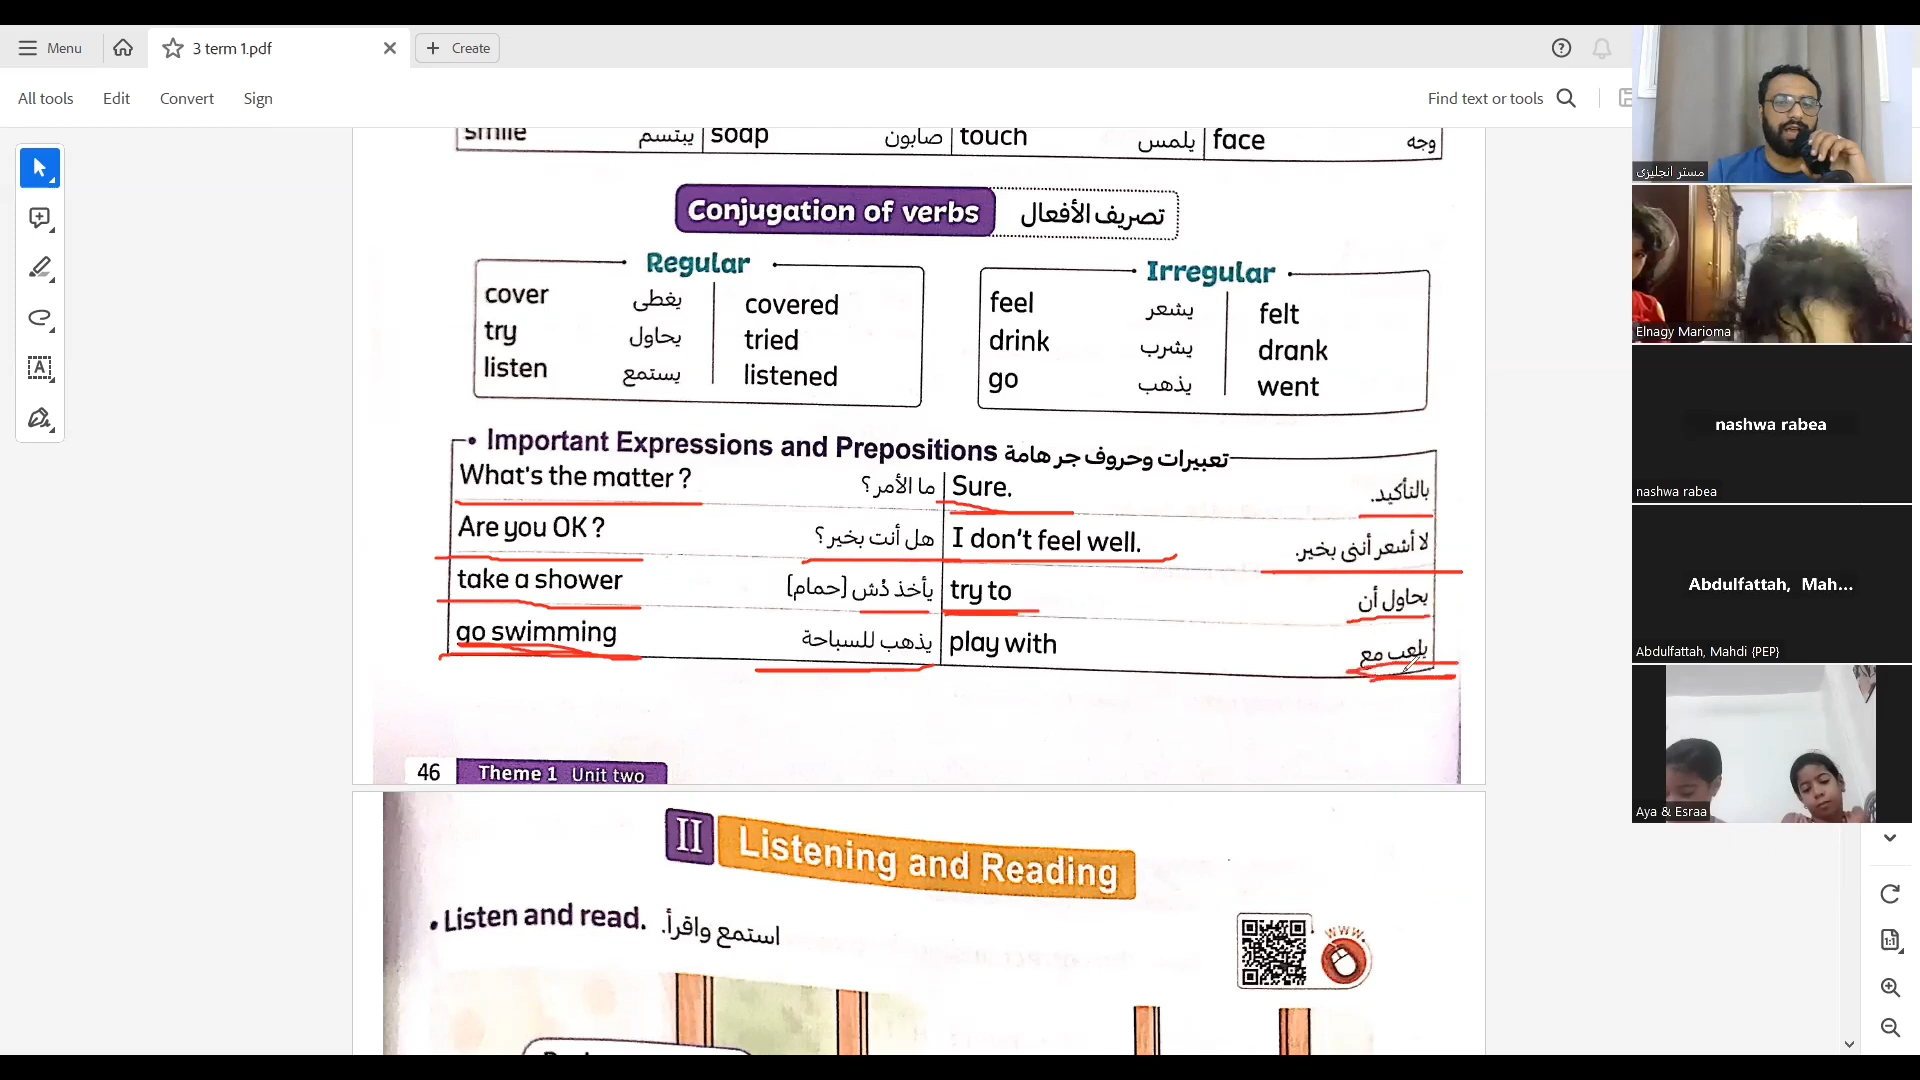 Menu
3 term 1.pdf
Create
All tools Edit Convert Sign
Find text or tools
smile يبتسم soap صابون touch يلمس face وجه
Conjugation of verbs تصريف الأفعال
Regular
cover يغطى covered
try يحاول tried
listen يستمع listened
Irregular
feel يشعر felt
drink يشرب drank
go يذهب went
• Important Expressions and Prepositions تعبيرات وحروف جر هامة
What's the matter ? ما الأمر؟ Sure. بالتأكيد.
Are you OK ? هل أنت بخير؟ I don't feel well. لا أشعر أننى بخير.
take a shower يأخذ دُش [حمام] try to يحاول أن
go swimming يذهب للسباحة play with يلعب مع
46 Theme 1 Unit two
II Listening and Reading
• Listen and read. استمع واقرأ.
www.
مستر انجليزى
Elnagy Marioma
nashwa rabea
nashwa rabea
Abdulfattah, Mah...
Abdulfattah, Mahdi {PEP}
Aya & Esraa